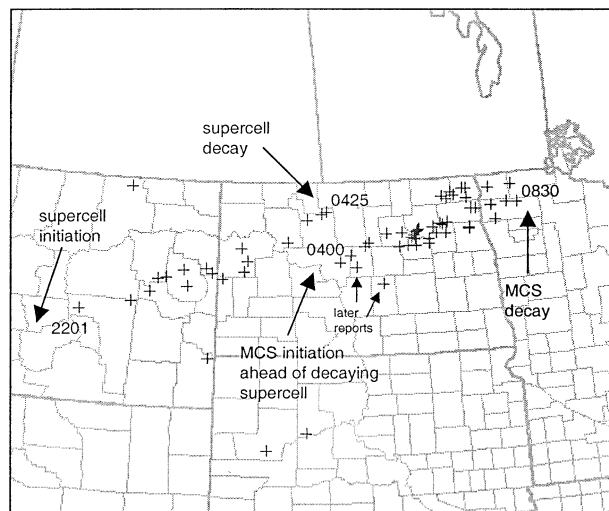 supercell
decay
0425
0830
supercell
initiation
0400
later
reports
MCS
decay
2201
MCS initiation
ahead of decaying
supercell